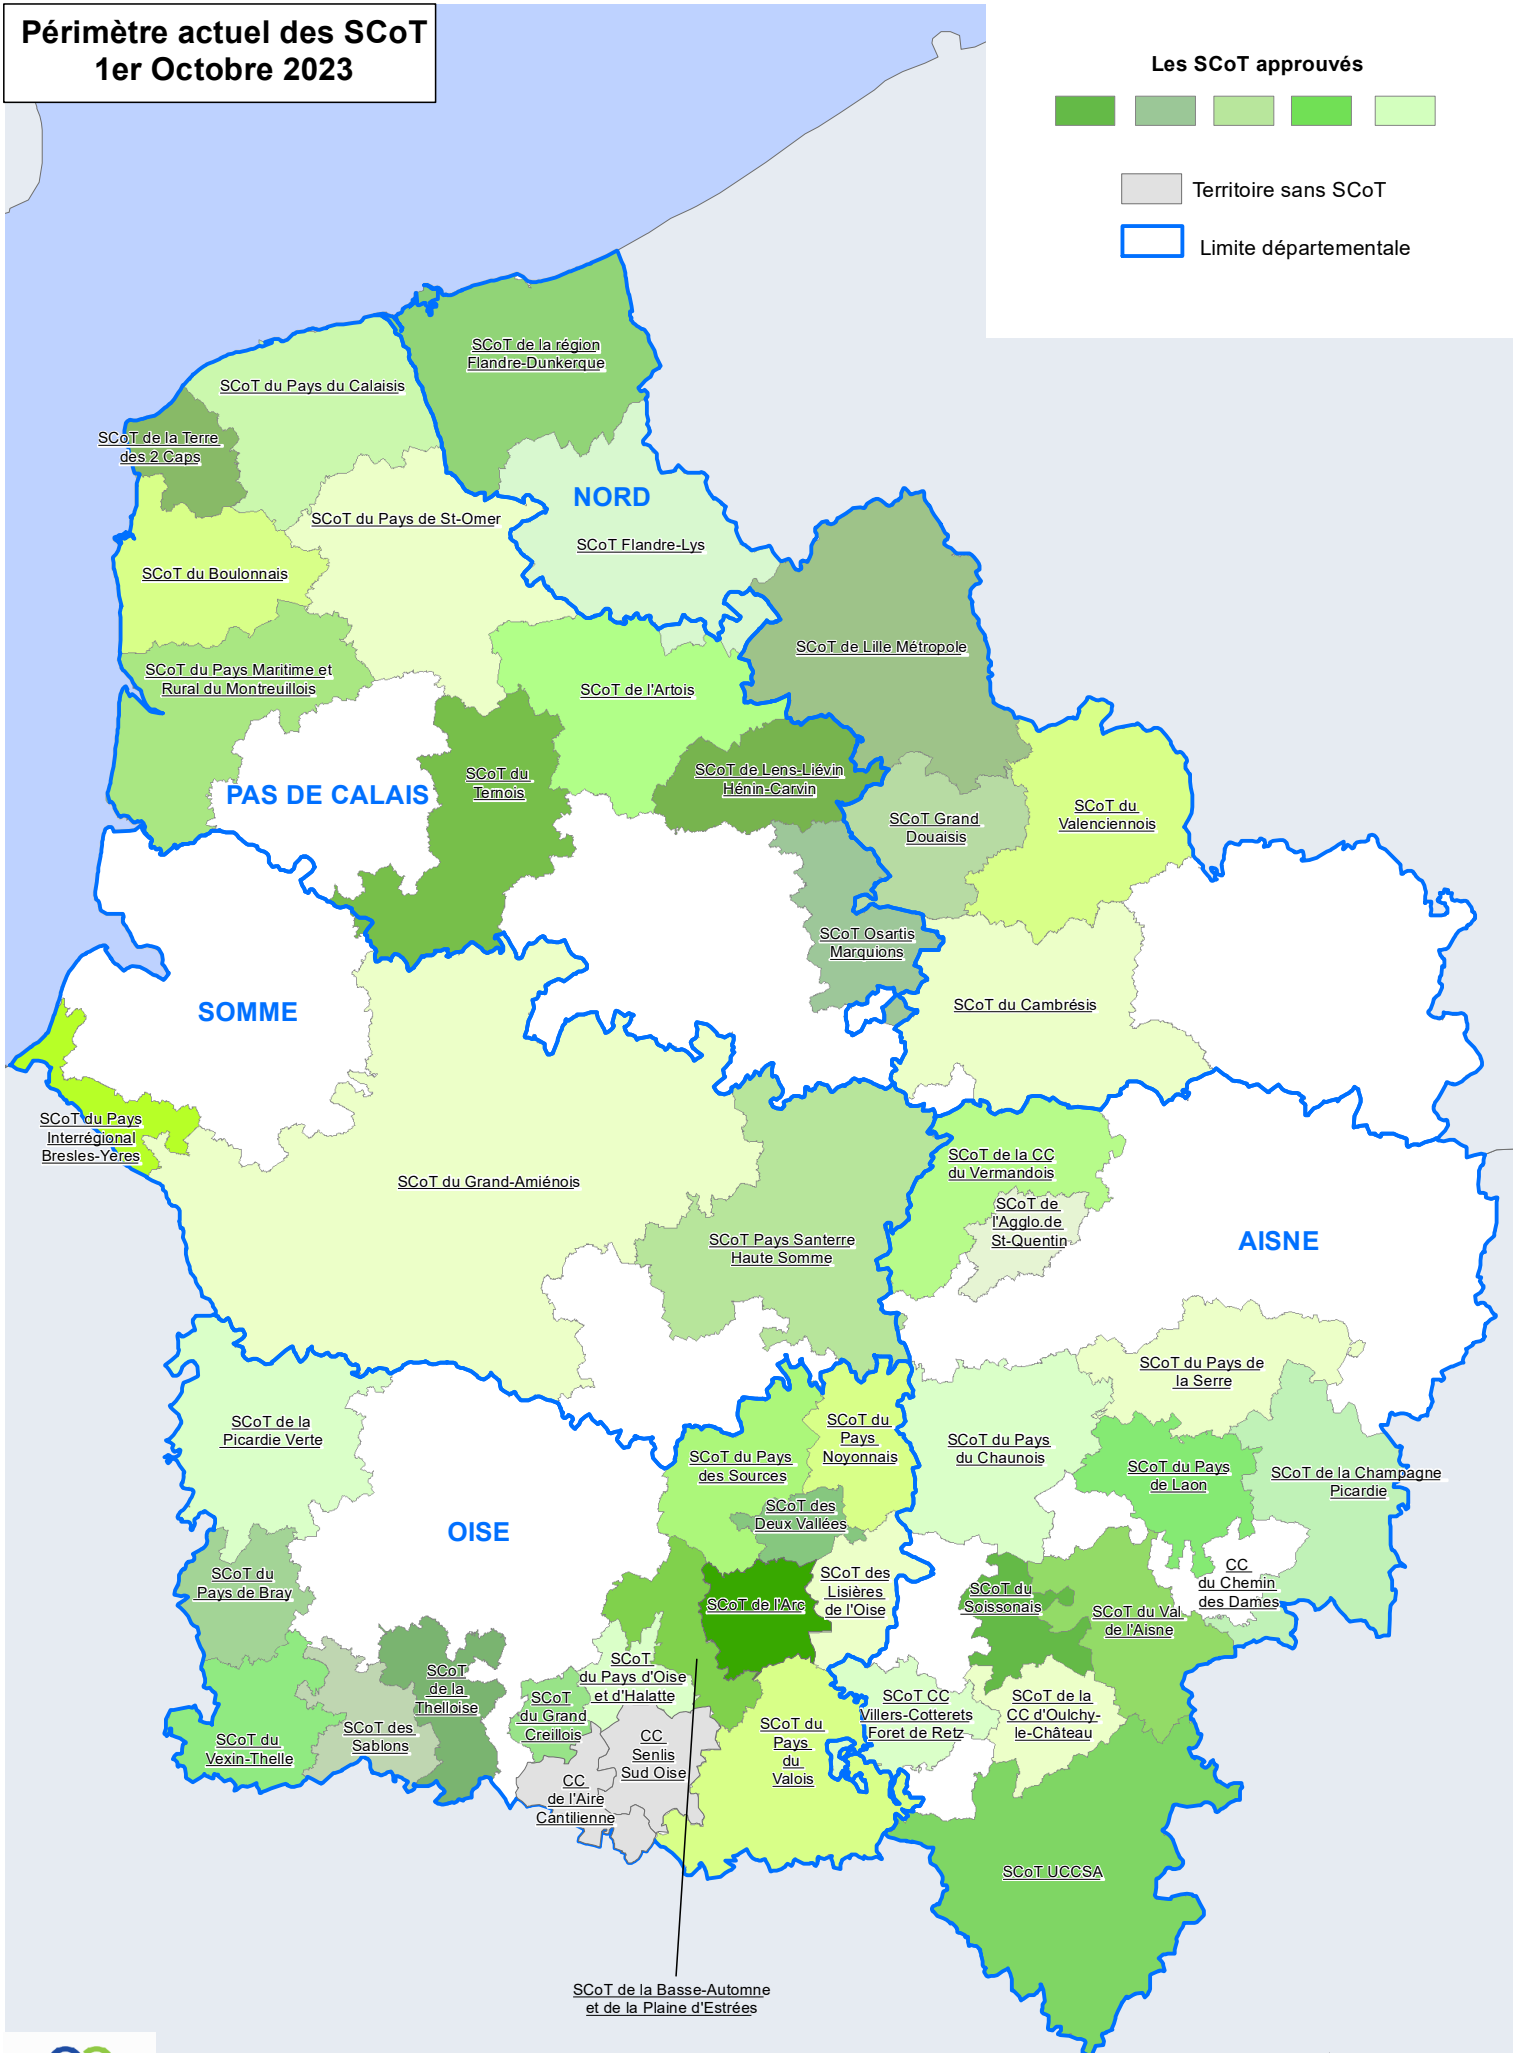 Périmètre actuel des SCoT
1er Octobre 2023
Les SCoT approuvés
Territoire sans SCoT
Limite départementale
SCoT de la région
Flandre-Dunkerque
SCoT du Pays du Calaisis
SCoT de la Terre
des 2 Caps
NORD
SCoT du Pays de St-Omer
SCoT Flandre-Lys
SCoT du Boulonnais
SCoT de Lille Métropole
SCoT du Pays Maritime et
Rural du Montreuillois
SCoT de l'Artois
SCoT du
Ternois
SCoT de Lens-Liévin
Hénin-Carvin
PAS DE CALAIS
SCoT Grand
Douaisis
SCoT du
Valenciennois
SCoT Osartis
Marquions
SOMME
SCoT du Cambrésis
SCoT du Pays
Interrégional
Bresles-Yères
SCoT du Grand-Amiénois
SCoT de la CC
du Vermandois
SCoT de
l'Agglo.de
St-Quentin
SCoT Pays Santerre
Haute Somme
AISNE
SCoT du Pays de
la Serre
SCoT de la
Picardie Verte
SCoT du
Pays
Noyonnais
SCoT du Pays
des Sources
SCoT du Pays
du Chaunois
SCoT du Pays
de Laon
SCoT de la Champagne
Picardie
SCoT des
Deux Vallées
OISE
SCoT du
Pays de Bray
SCoT des
Lisières
de l'Oise
SCoT de l'Arc
SCoT du
Soissonais
CC
du Chemin
des Dames
SCoT du Val
de l'Aisne
SCoT
du Pays d'Oise
et d'Halatte
SCoT
de la
Thelloise
SCoT
du Grand
Creillois
SCoT CC
Villers-Cotterets
Foret de Retz
SCoT de la
CC d'Oulchy-
le-Château
SCoT du
Vexin-Thelle
SCoT des
Sablons
CC
Senlis
Sud Oise
SCoT du
Pays
du
Valois
CC
de l'Aire
Cantilienne
SCoT UCCSA
SCoT de la Basse-Automne
et de la Plaine d'Estrées